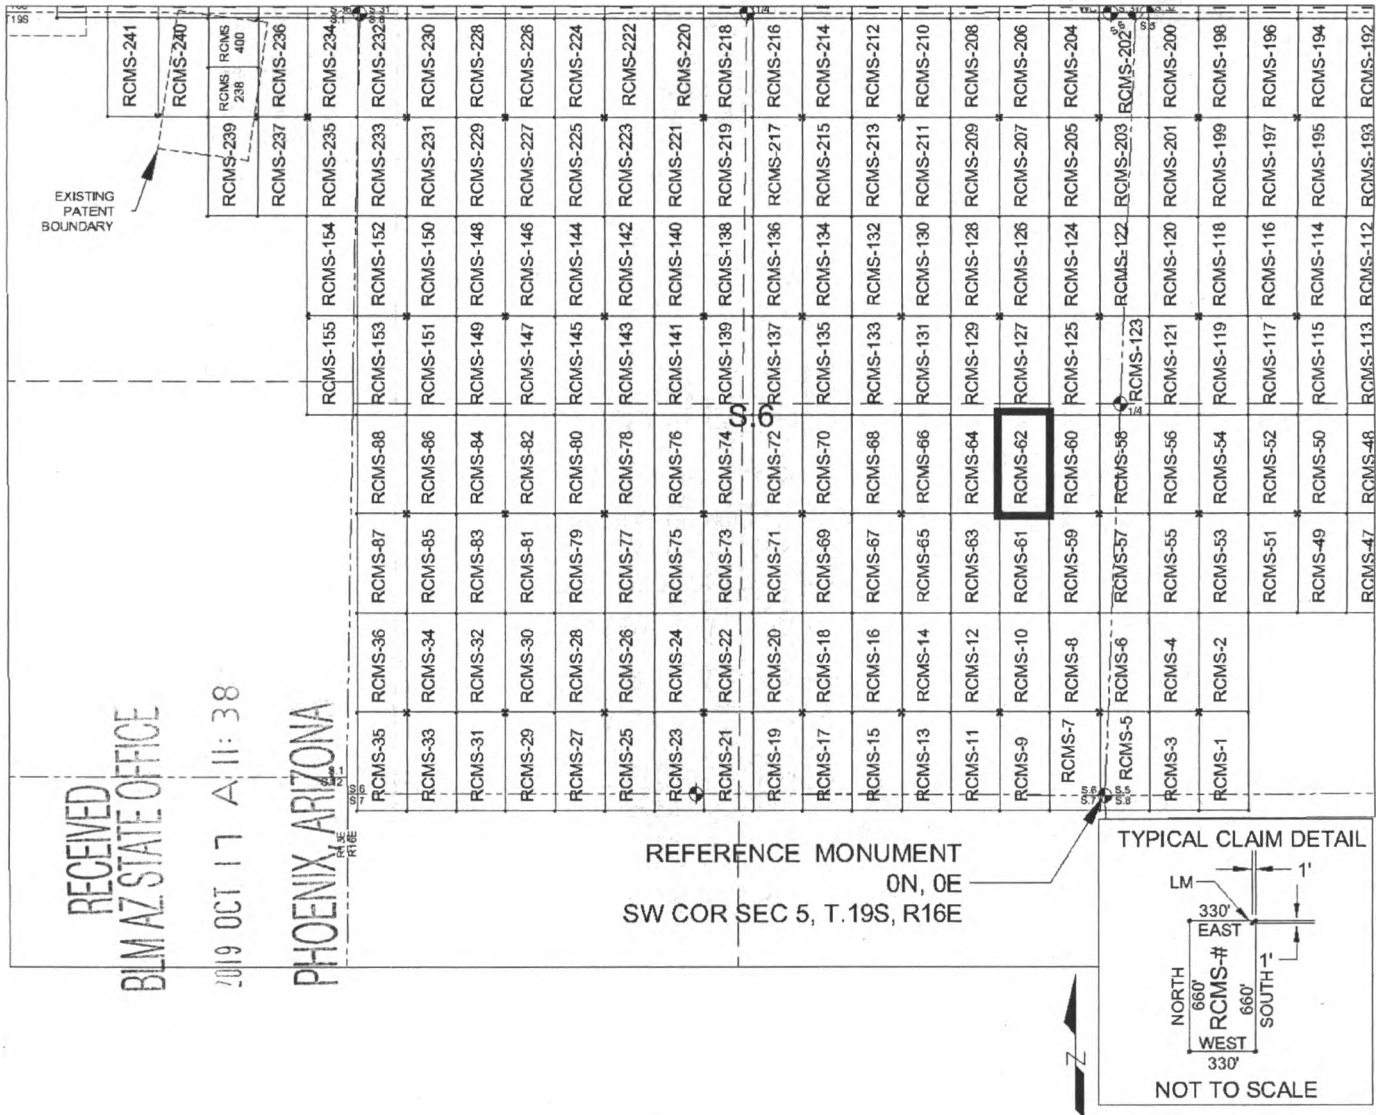 T19S
S.1 S.6
1/4
RCMS-241
RCMS-240
RCMS 400
RCMS 238
RCMS-236
RCMS-234
RCMS-232
RCMS-230
RCMS-228
RCMS-226
RCMS-224
RCMS-222
RCMS-220
RCMS-218
RCMS-216
RCMS-214
RCMS-212
RCMS-210
RCMS-208
RCMS-206
RCMS-204
RCMS-202
RCMS-200
RCMS-198
RCMS-196
RCMS-194
RCMS-192
RCMS-239
RCMS-237
RCMS-235
RCMS-233
RCMS-231
RCMS-229
RCMS-227
RCMS-225
RCMS-223
RCMS-221
RCMS-219
RCMS-217
RCMS-215
RCMS-213
RCMS-211
RCMS-209
RCMS-207
RCMS-205
RCMS-203
RCMS-201
RCMS-199
RCMS-197
RCMS-195
RCMS-193
EXISTING
PATENT
BOUNDARY
RCMS-154
RCMS-152
RCMS-150
RCMS-148
RCMS-146
RCMS-144
RCMS-142
RCMS-140
RCMS-138
RCMS-136
RCMS-134
RCMS-132
RCMS-130
RCMS-128
RCMS-126
RCMS-124
RCMS-122
RCMS-120
RCMS-118
RCMS-116
RCMS-114
RCMS-112
RCMS-155
RCMS-153
RCMS-151
RCMS-149
RCMS-147
RCMS-145
RCMS-143
RCMS-141
RCMS-139
RCMS-137
RCMS-135
RCMS-133
RCMS-131
RCMS-129
RCMS-127
RCMS-125
RCMS-123
RCMS-121
RCMS-119
RCMS-117
RCMS-115
RCMS-113
1/4
S.6
RCMS-88
RCMS-86
RCMS-84
RCMS-82
RCMS-80
RCMS-78
RCMS-76
RCMS-74
RCMS-72
RCMS-70
RCMS-68
RCMS-66
RCMS-64
RCMS-62
RCMS-60
RCMS-58
RCMS-56
RCMS-54
RCMS-52
RCMS-50
RCMS-48
RCMS-87
RCMS-85
RCMS-83
RCMS-81
RCMS-79
RCMS-77
RCMS-75
RCMS-73
RCMS-71
RCMS-69
RCMS-67
RCMS-65
RCMS-63
RCMS-61
RCMS-59
RCMS-57
RCMS-55
RCMS-53
RCMS-51
RCMS-49
RCMS-47
RCMS-36
RCMS-34
RCMS-32
RCMS-30
RCMS-28
RCMS-26
RCMS-24
RCMS-22
RCMS-20
RCMS-18
RCMS-16
RCMS-14
RCMS-12
RCMS-10
RCMS-8
RCMS-6
RCMS-4
RCMS-2
RCMS-35
RCMS-33
RCMS-31
RCMS-29
RCMS-27
RCMS-25
RCMS-23
RCMS-21
RCMS-19
RCMS-17
RCMS-15
RCMS-13
RCMS-11
RCMS-9
RCMS-7
RCMS-5
RCMS-3
RCMS-1
S.6
S.7
S.6 S.5
S.7 S.8
R16E
RECEIVED
BLM AZ STATE OFFICE
2019 OCT 17 A 11: 38
PHOENIX, ARIZONA
REFERENCE MONUMENT
0N, 0E
SW COR SEC 5, T.19S, R16E
N
TYPICAL CLAIM DETAIL
1'
LM
330'
EAST
NORTH
660'
RCMS-#
660'
SOUTH
1'
WEST
330'
NOT TO SCALE